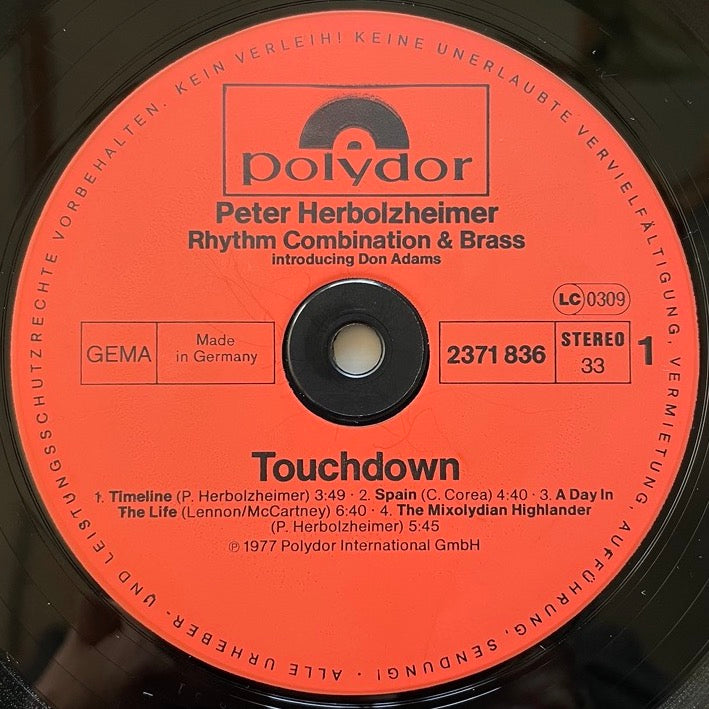 polydor
Peter Herbolzheimer
Rhythm Combination & Brass
introducing Don Adams
LC 0309
GEMA
Made
in Germany
2371 836
STEREO
33
1
Touchdown
1. Timeline (P. Herbolzheimer) 3:49 · 2. Spain (C. Corea) 4:40 · 3. A Day In
The Life (Lennon/McCartney) 6:40 · 4. The Mixolydian Highlander
(P. Herbolzheimer) 5:45
℗ 1977 Polydor International GmbH
· ALLE URHEBER- UND LEISTUNGSSCHUTZRECHTE VORBEHALTEN. KEIN VERLEIH! KEINE UNERLAUBTE VERVIELFÄLTIGUNG, VERMIETUNG, AUFFÜHRUNG, SENDUNG!